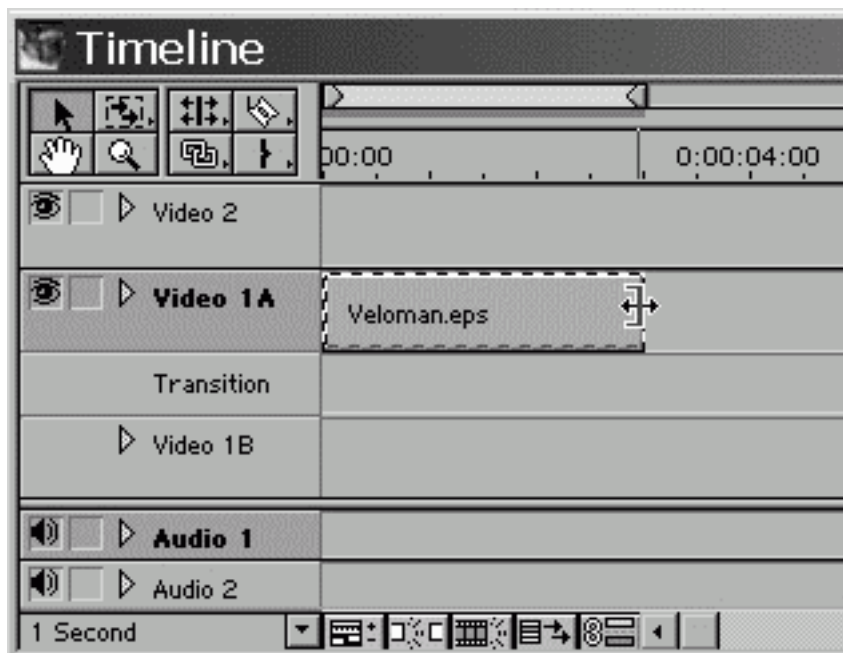 Timeline
00:00
0:00:04:00
Video 2
Video 1A
Veloman.eps
Transition
Video 1B
Audio 1
Audio 2
1 Second